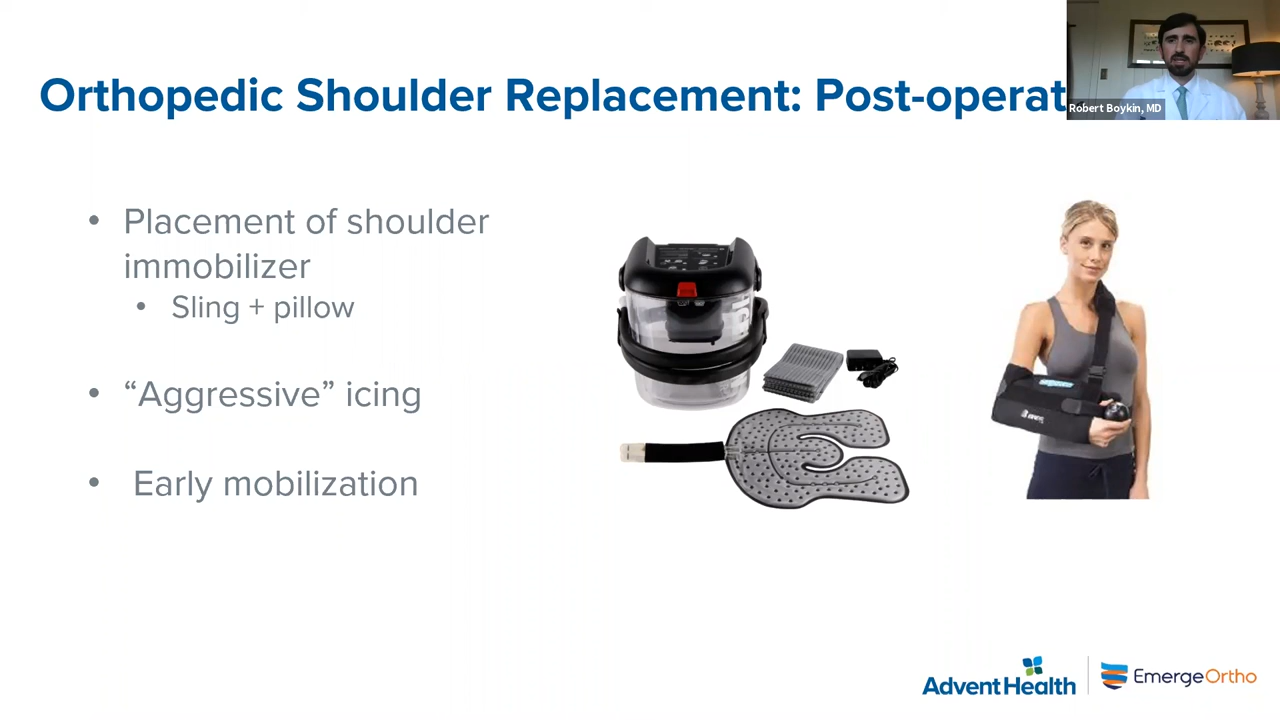 Orthopedic Shoulder Replacement: Post-operat
Robert Boykin, MD
• Placement of shoulder
immobilizer
• Sling + pillow
• “Aggressive” icing
• Early mobilization
AdventHealth
EmergeOrtho